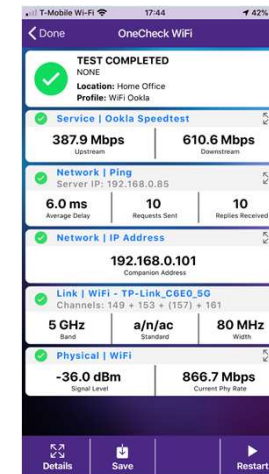 T-Mobile Wi-Fi 17:44 42%
Done OneCheck WiFi
TEST COMPLETED
NONE
Location: Home Office
Profile: WiFi Ookla
Service | Ookla Speedtest
387.9 Mbps 610.6 Mbps
Upstream Downstream
Network | Ping
Server IP: 192.168.0.85
6.0 ms 10 10
Average Delay Requests Sent Replies Received
Network | IP Address
192.168.0.101
Companion Address
Link | WiFi - TP-Link_C6E0_5G
Channels: 149 + 153 + (157) + 161
5 GHz a/n/ac 80 MHz
Band Standard Width
Physical | WiFi
-36.0 dBm 866.7 Mbps
Signal Level Current Phy Rate
Details Save Restart